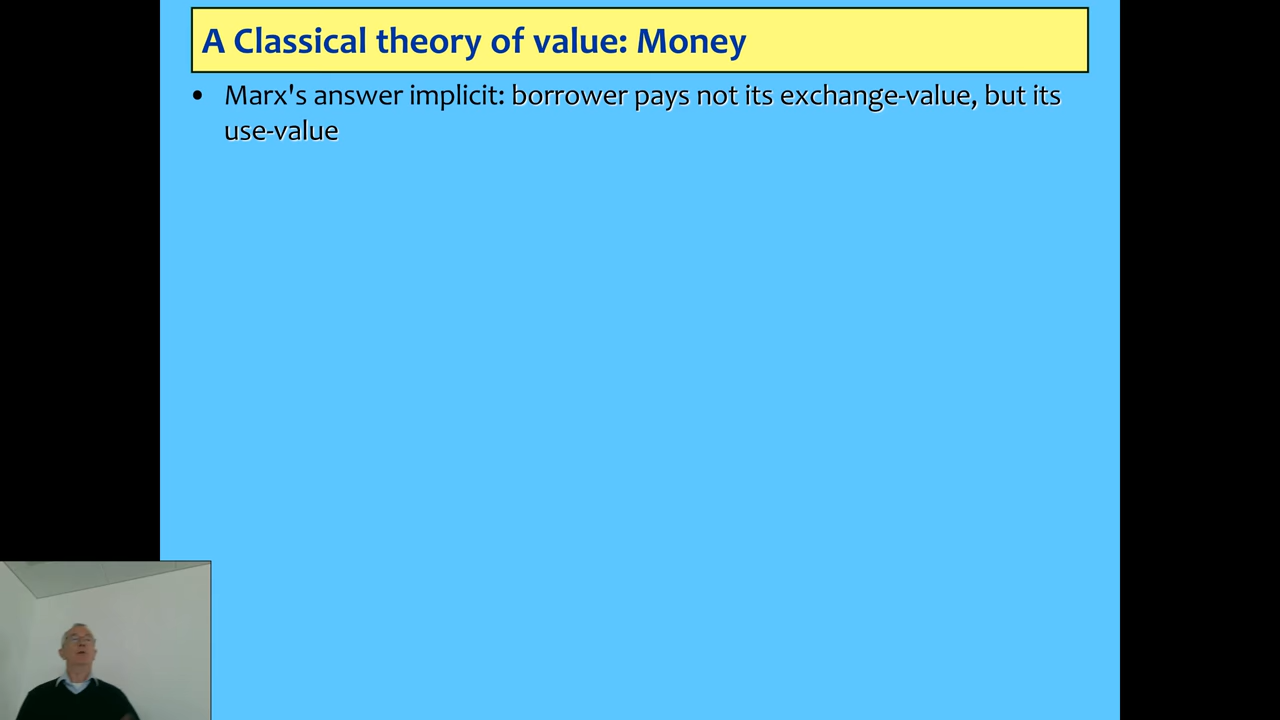 A Classical theory of value: Money
• Marx's answer implicit: borrower pays not its exchange-value, but its
use-value